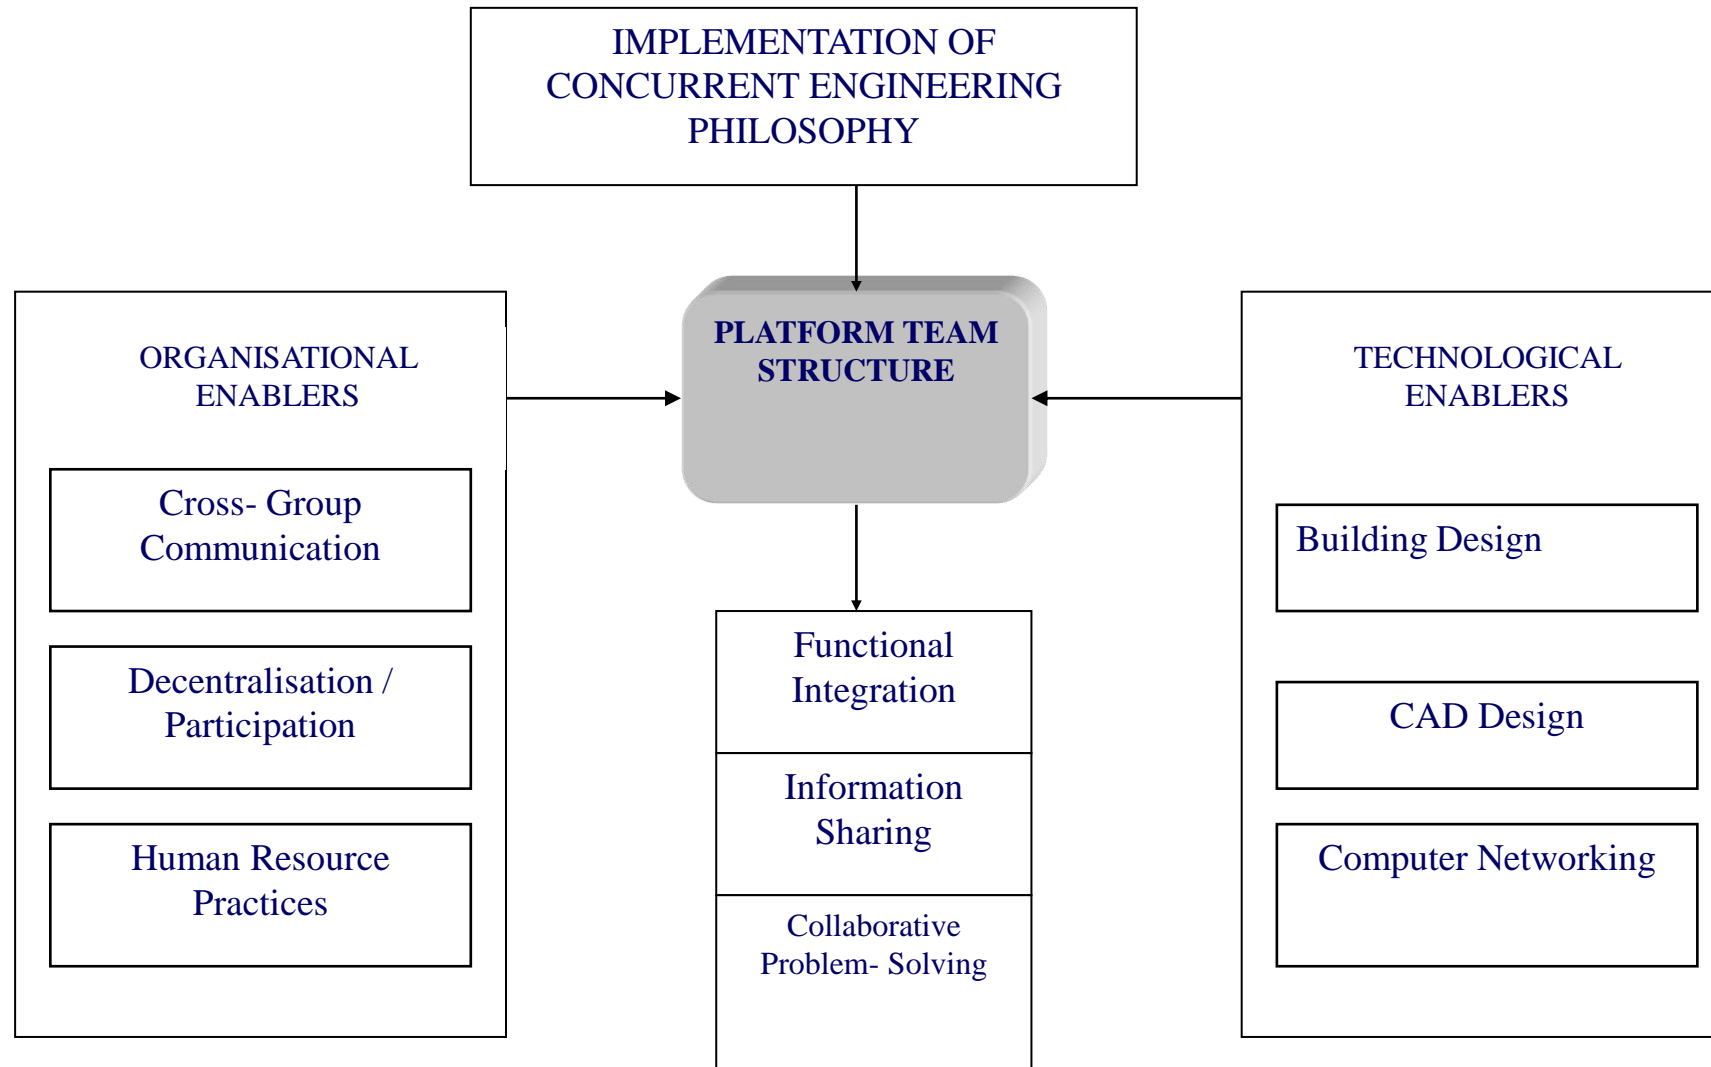 IMPLEMENTATION OF
CONCURRENT ENGINEERING
PHILOSOPHY
PLATFORM TEAM
STRUCTURE
ORGANISATIONAL
ENABLERS
Cross- Group
Communication
Decentralisation /
Participation
Human Resource
Practices
Functional
Integration
Information
Sharing
Collaborative
Problem- Solving
TECHNOLOGICAL
ENABLERS
Building Design
CAD Design
Computer Networking